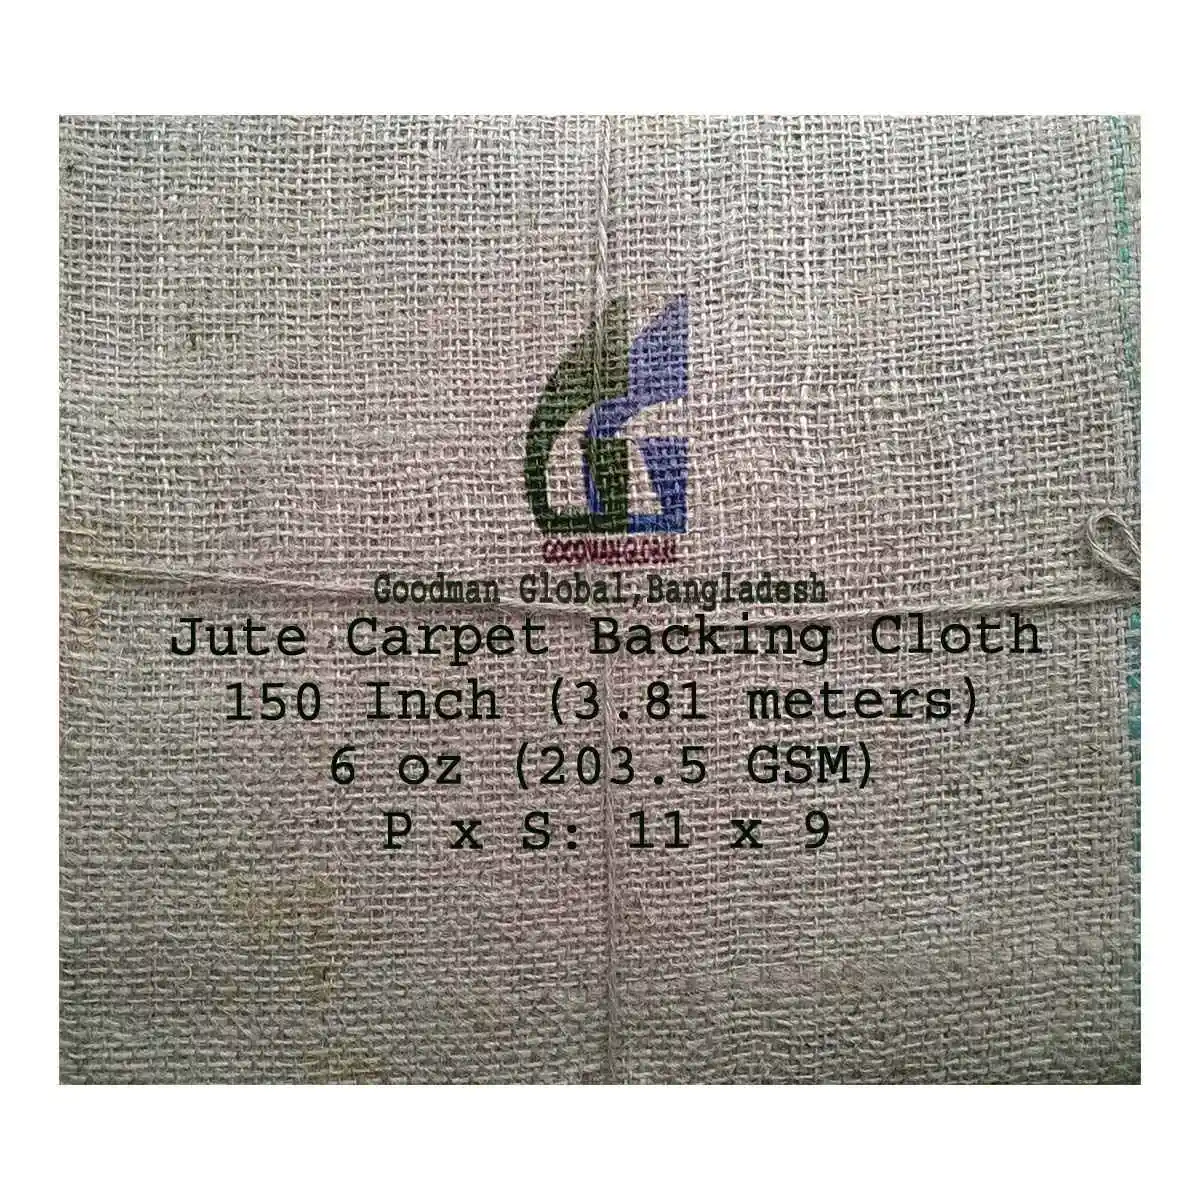 GOODMAN GLOBAL
Goodman Global,Bangladesh
Jute Carpet Backing Cloth
150 Inch (3.81 meters)
6 oz (203.5 GSM)
P x S: 11 x 9